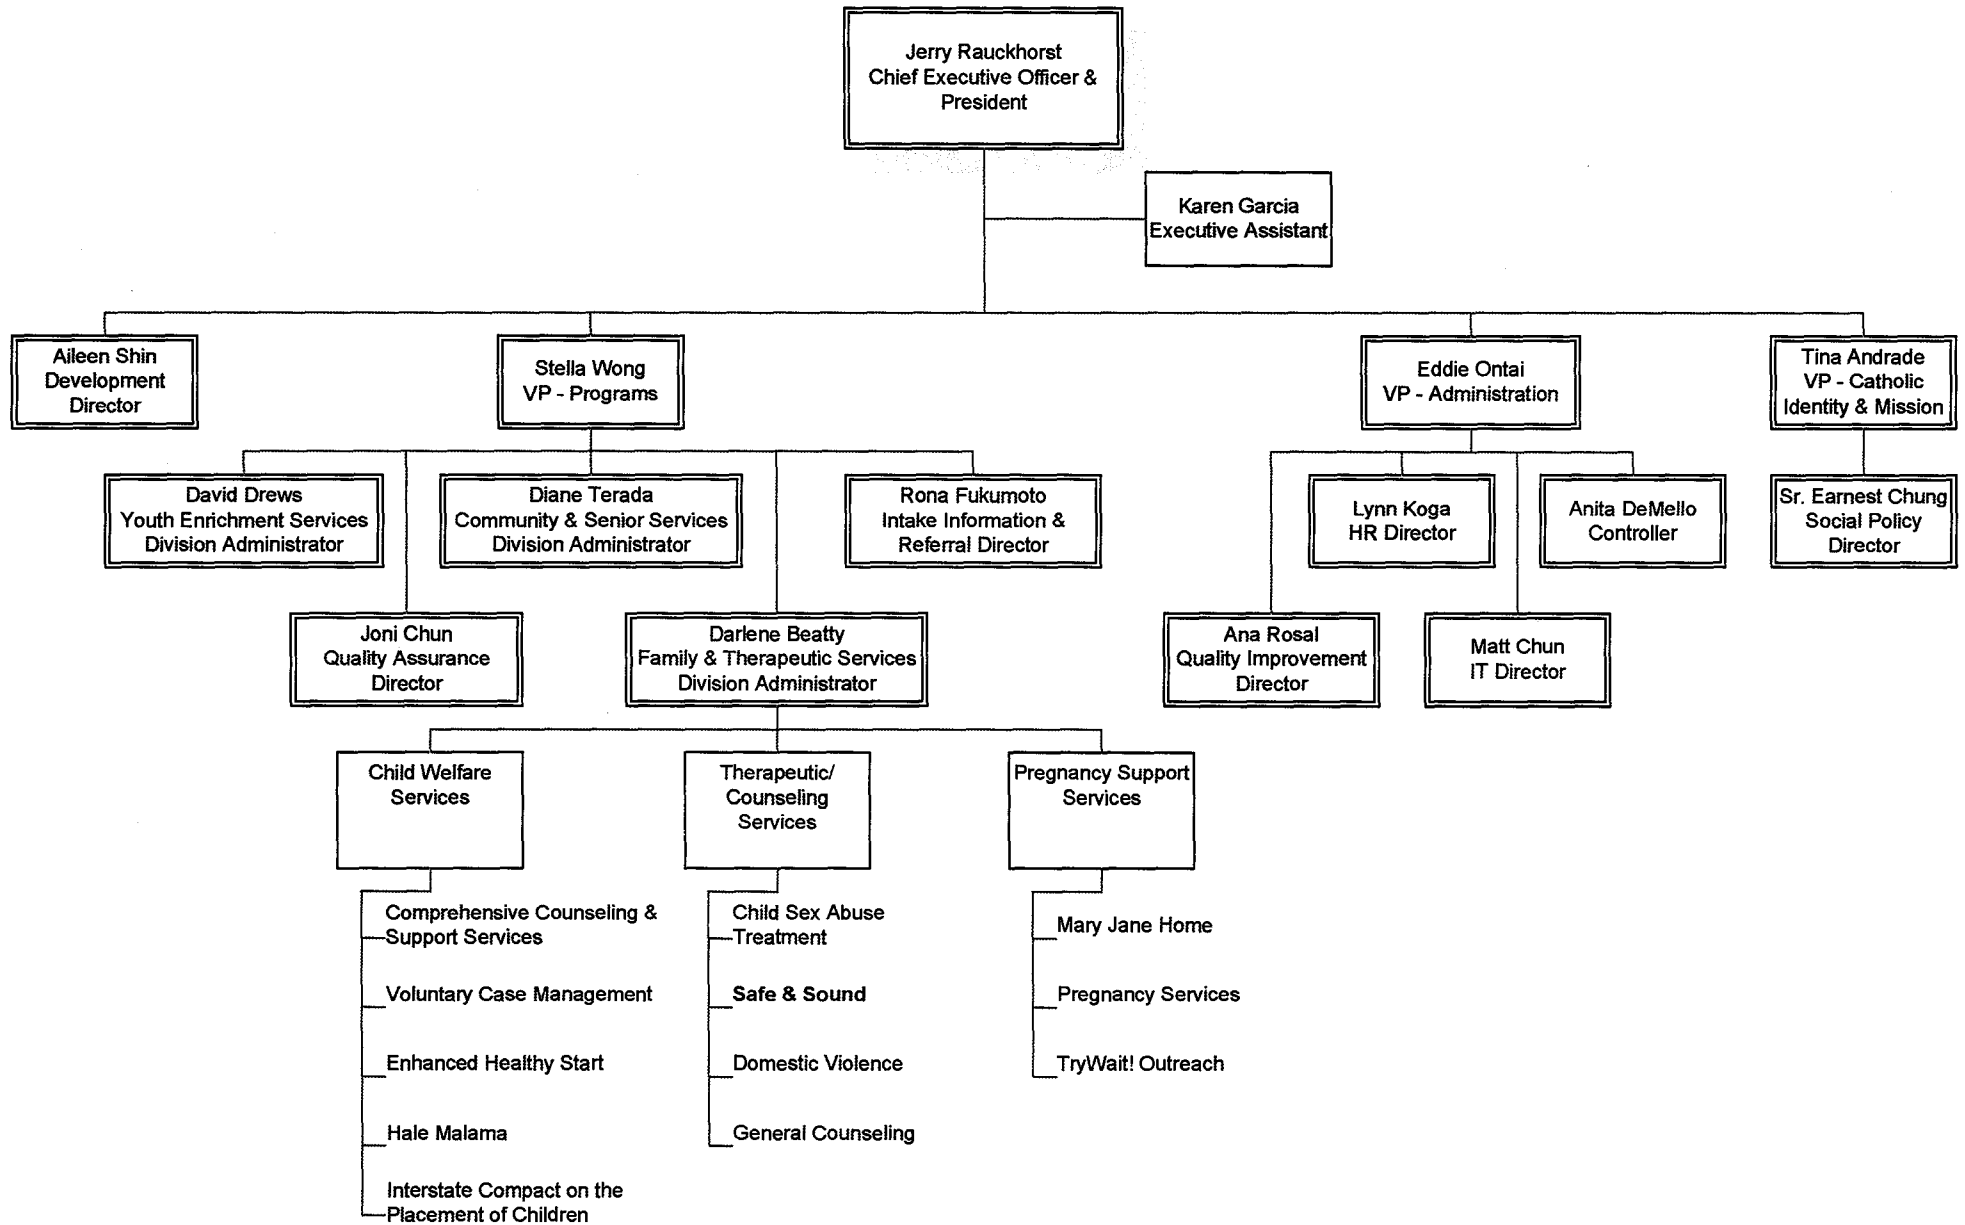 Jerry Rauckhorst
Chief Executive Officer &
President
Karen Garcia
Executive Assistant
Aileen Shin
Development
Director
Stella Wong
VP - Programs
Eddie Ontai
VP - Administration
Tina Andrade
VP - Catholic
Identity & Mission
David Drews
Youth Enrichment Services
Division Administrator
Diane Terada
Community & Senior Services
Division Administrator
Rona Fukumoto
Intake Information &
Referral Director
Lynn Koga
HR Director
Anita DeMello
Controller
Sr. Earnest Chung
Social Policy
Director
Joni Chun
Quality Assurance
Director
Darlene Beatty
Family & Therapeutic Services
Division Administrator
Ana Rosal
Quality Improvement
Director
Matt Chun
IT Director
Child Welfare
Services
Therapeutic/
Counseling
Services
Pregnancy Support
Services
Comprehensive Counseling &
Support Services
Voluntary Case Management
Enhanced Healthy Start
Hale Malama
Interstate Compact on the
Placement of Children
Child Sex Abuse
Treatment
Safe & Sound
Domestic Violence
General Counseling
Mary Jane Home
Pregnancy Services
TryWait! Outreach